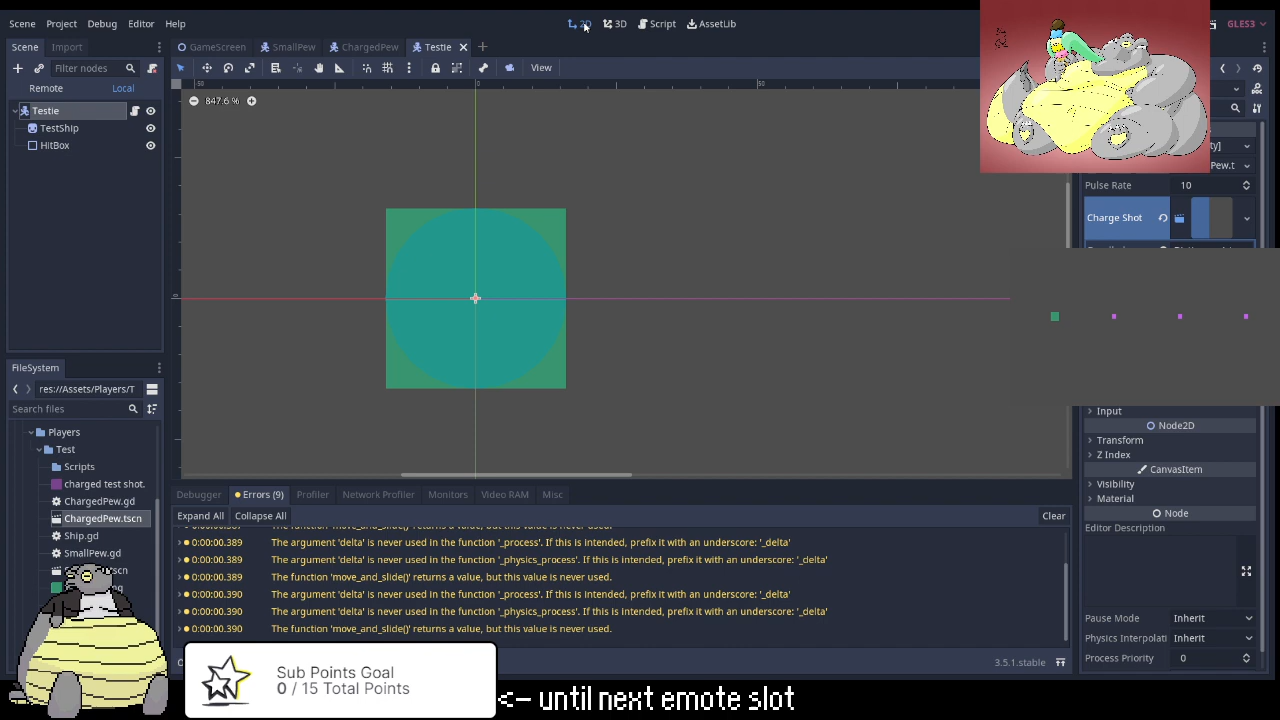 Scene Project Debug Editor Help
2D 3D Script AssetLib
GLES3
Scene Import
GameScreen SmallPew ChargedPew Testie
Filter nodes
View
Remote Local
50
847.6 %
Testie
TestShip
HitBox
Pew.t
Pulse Rate 10
Charge Shot
FileSystem
res://Assets/Players/T
Search files
Players
Test
Scripts
charged test shot.
ChargedPew.gd
ChargedPew.tscn
Ship.gd
SmallPew.gd
Input
Node2D
Transform
Z Index
CanvasItem
Visibility
Material
Node
Editor Description
Pause Mode Inherit
Physics Interpolati Inherit
Process Priority 0
Debugger Errors (9) Profiler Network Profiler Monitors Video RAM Misc
Expand All Collapse All Clear
0:00:00.389 The argument 'delta' is never used in the function '_process'. If this is intended, prefix it with an underscore: '_delta'
0:00:00.389 The argument 'delta' is never used in the function '_physics_process'. If this is intended, prefix it with an underscore: '_delta'
0:00:00.389 The function 'move_and_slide()' returns a value, but this value is never used.
0:00:00.390 The argument 'delta' is never used in the function '_process'. If this is intended, prefix it with an underscore: '_delta'
0:00:00.390 The argument 'delta' is never used in the function '_physics_process'. If this is intended, prefix it with an underscore: '_delta'
0:00:00.390 The function 'move_and_slide()' returns a value, but this value is never used.
3.5.1.stable
Sub Points Goal
0 / 15 Total Points
<- until next emote slot